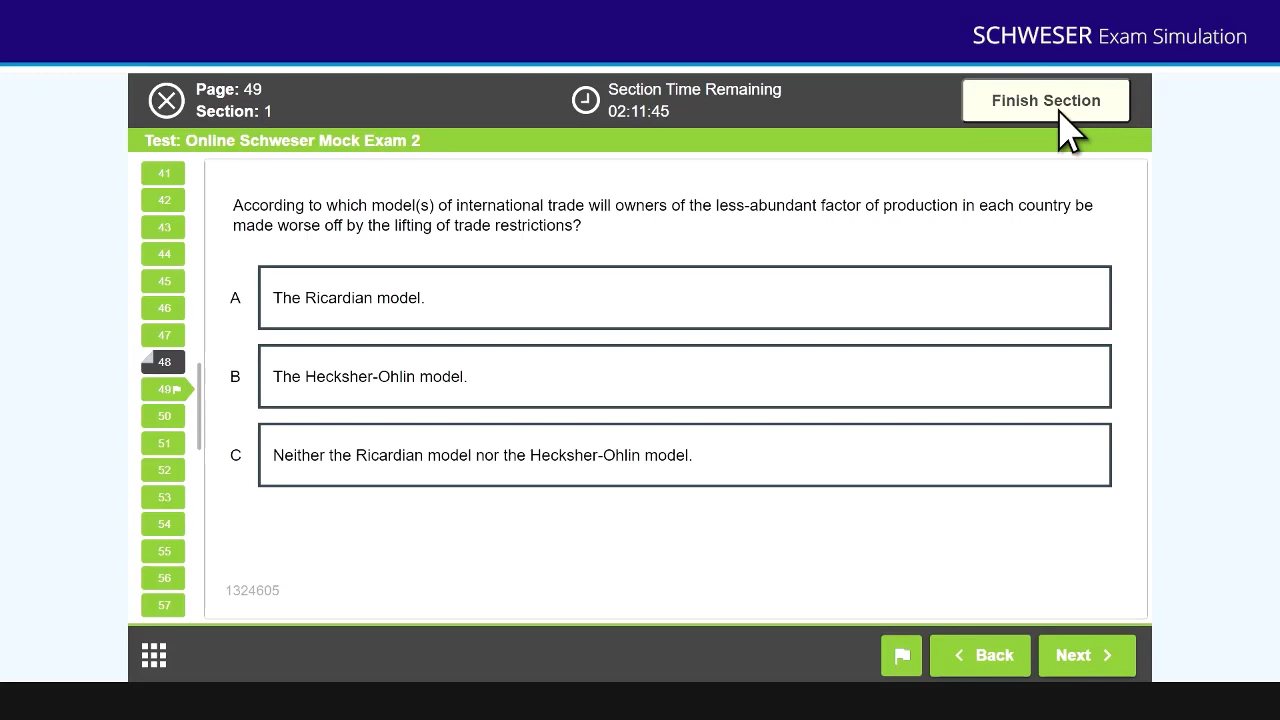 SCHWESER Exam Simulation
Page: 49
Section: 1
Section Time Remaining
02:11:45
Finish Section
Test: Online Schweser Mock Exam 2
41
42
43
44
45
46
47
48
49
50
51
52
53
54
55
56
57
According to which model(s) of international trade will owners of the less-abundant factor of production in each country be
made worse off by the lifting of trade restrictions?
A The Ricardian model.
B The Hecksher-Ohlin model.
C Neither the Ricardian model nor the Hecksher-Ohlin model.
1324605
Back
Next